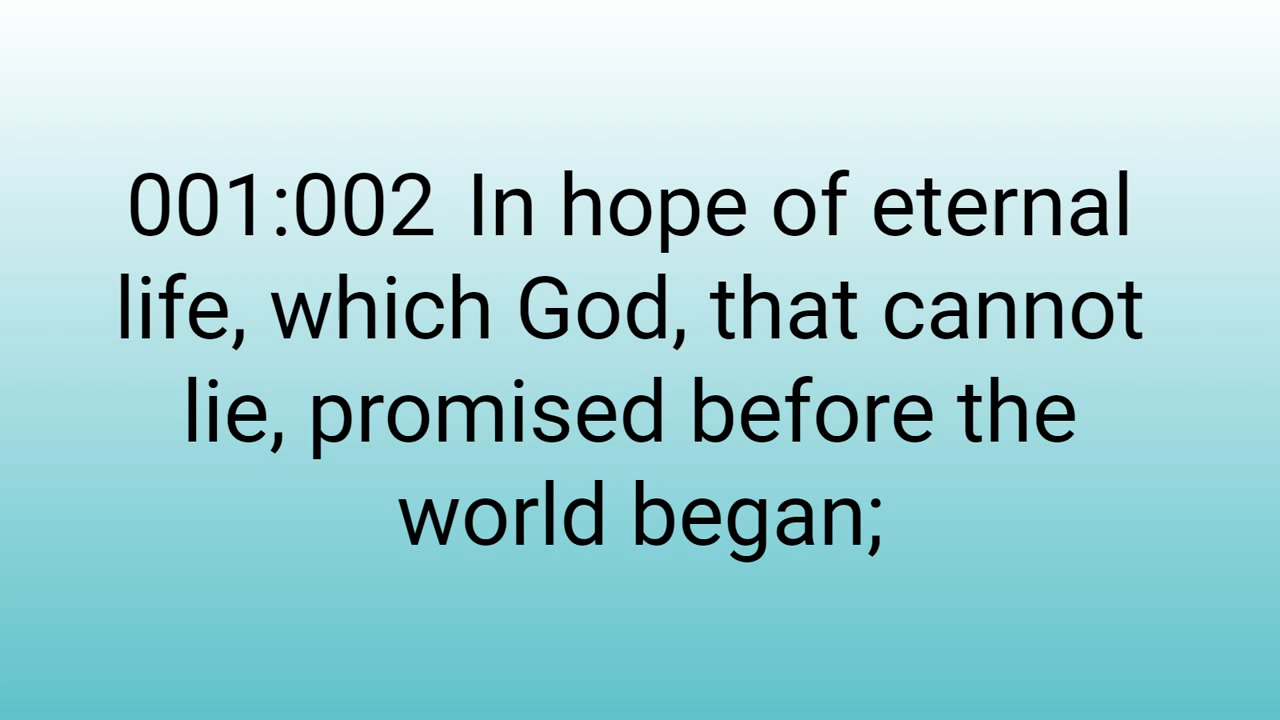 001:002 In hope of eternal
life, which God, that cannot
lie, promised before the
world began;